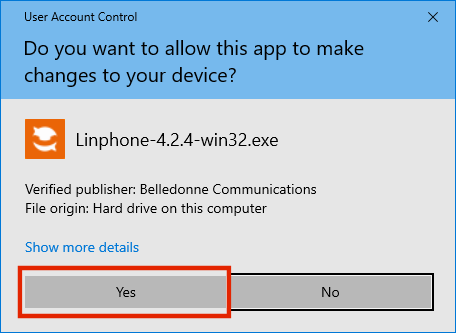 User Account Control
Do you want to allow this app to make
changes to your device?
Linphone-4.2.4-win32.exe
Verified publisher: Belledonne Communications
File origin: Hard drive on this computer
Show more details
Yes
No